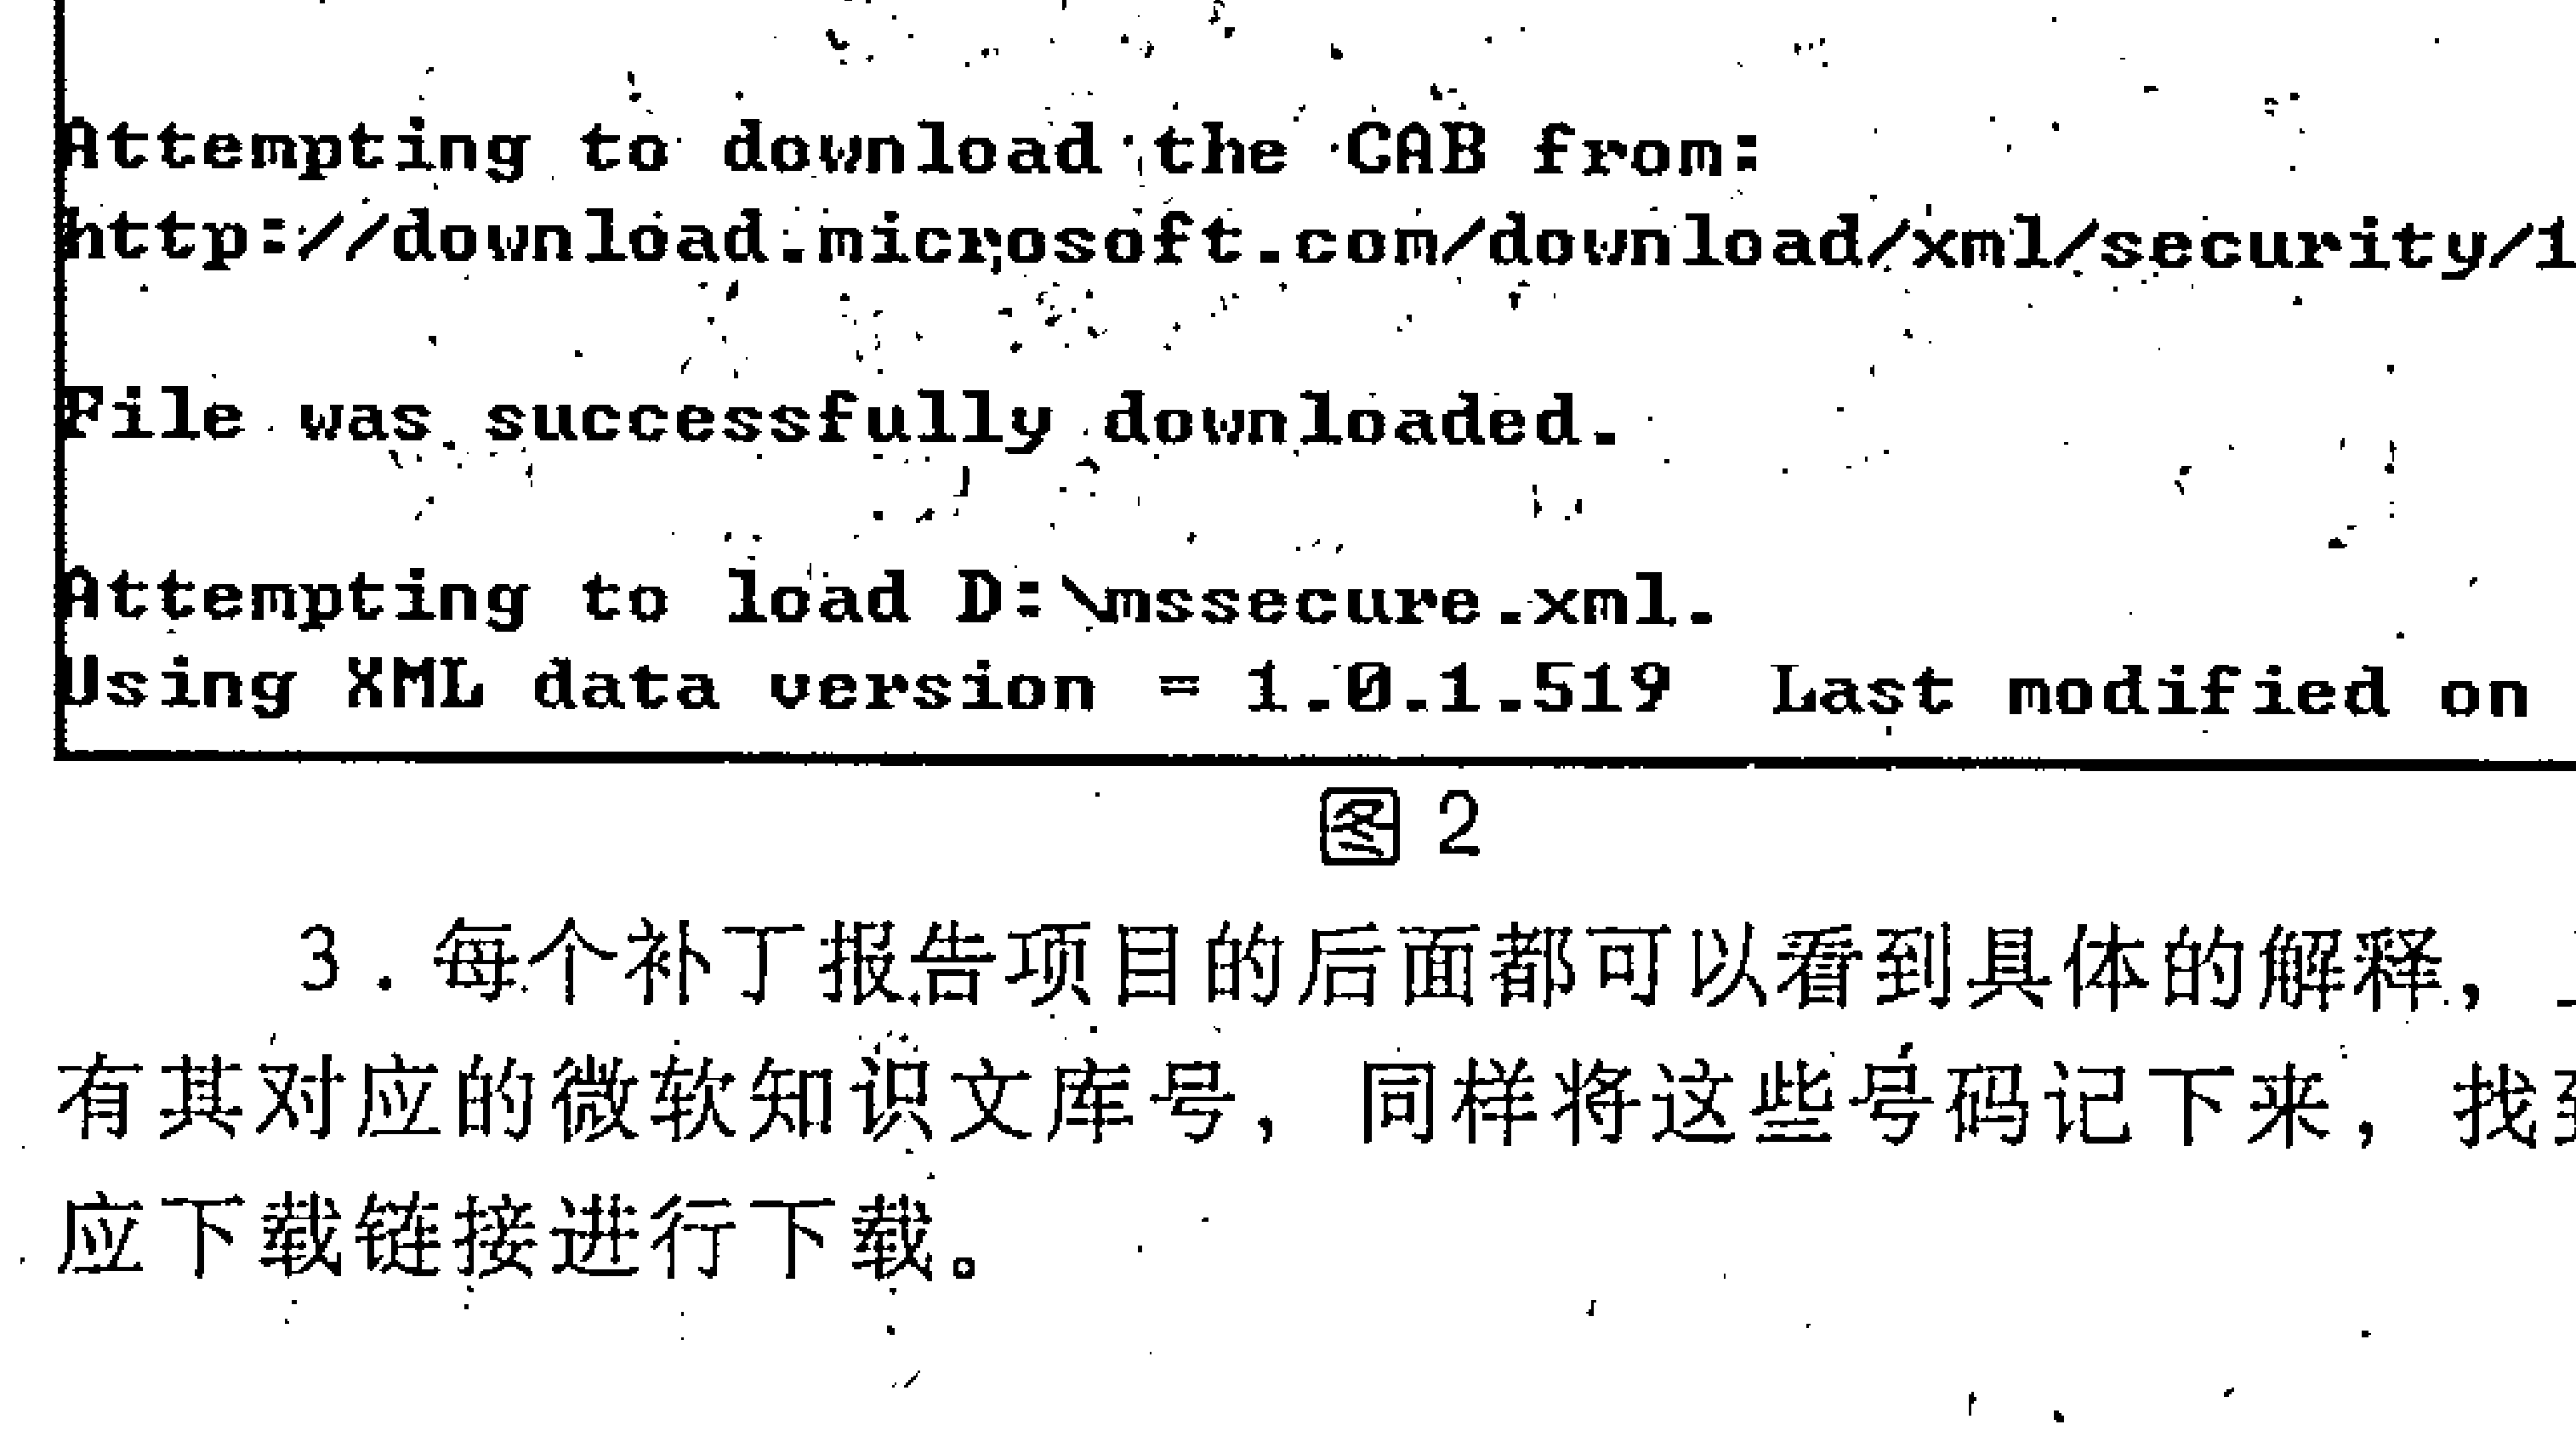 Attempting to download the CAB from:
http://download.microsoft.com/download/xml/security/1
File was successfully downloaded.
Attempting to load D:\mssecure.xml.
Using XML data version = 1.0.1.519  Last modified on
图 2
3.每个补丁报告项目的后面都可以看到具体的解释,
有其对应的微软知识文库号,同样将这些号码记下来,找到
应下载链接进行下载。